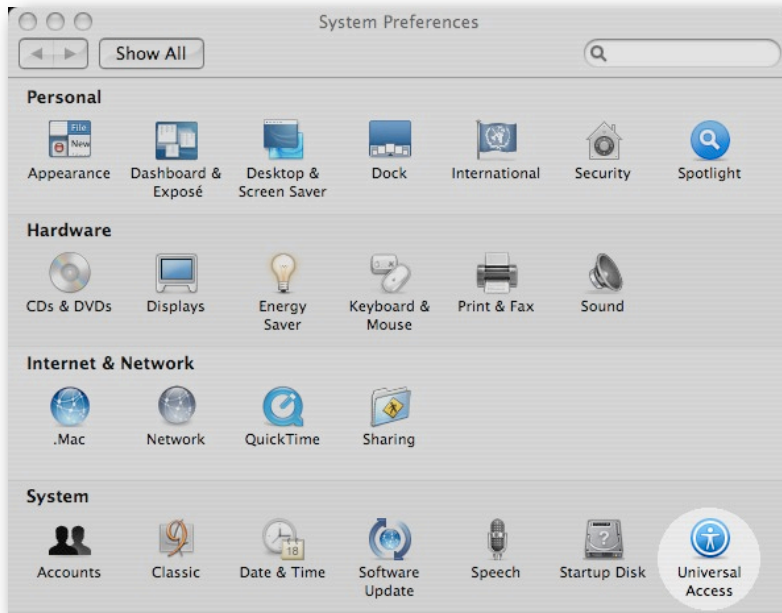 System Preferences
Show All
Personal
File
New
Appearance
Dashboard &
Exposé
Desktop &
Screen Saver
Dock
International
Security
Spotlight
Hardware
CDs & DVDs
Displays
Energy
Saver
Keyboard &
Mouse
Print & Fax
Sound
Internet & Network
.Mac
Network
QuickTime
Sharing
System
9
18
?
Accounts
Classic
Date & Time
Software
Update
Speech
Startup Disk
Universal
Access